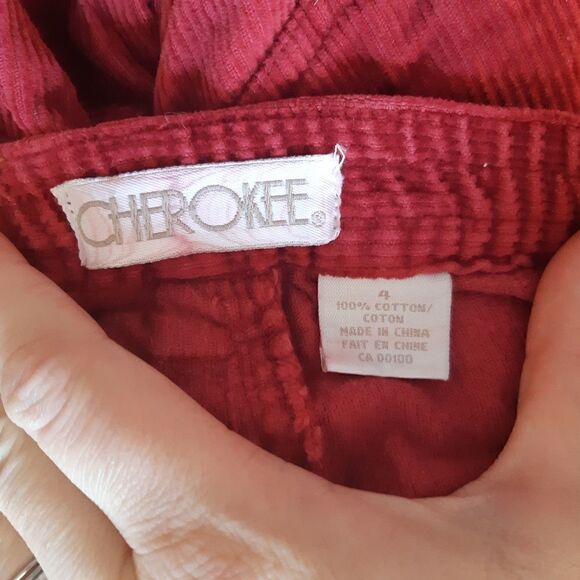 CHEROKEE®
4
100% COTTON/
COTON
MADE IN CHINA
FAIT EN CHINE
CA 00100